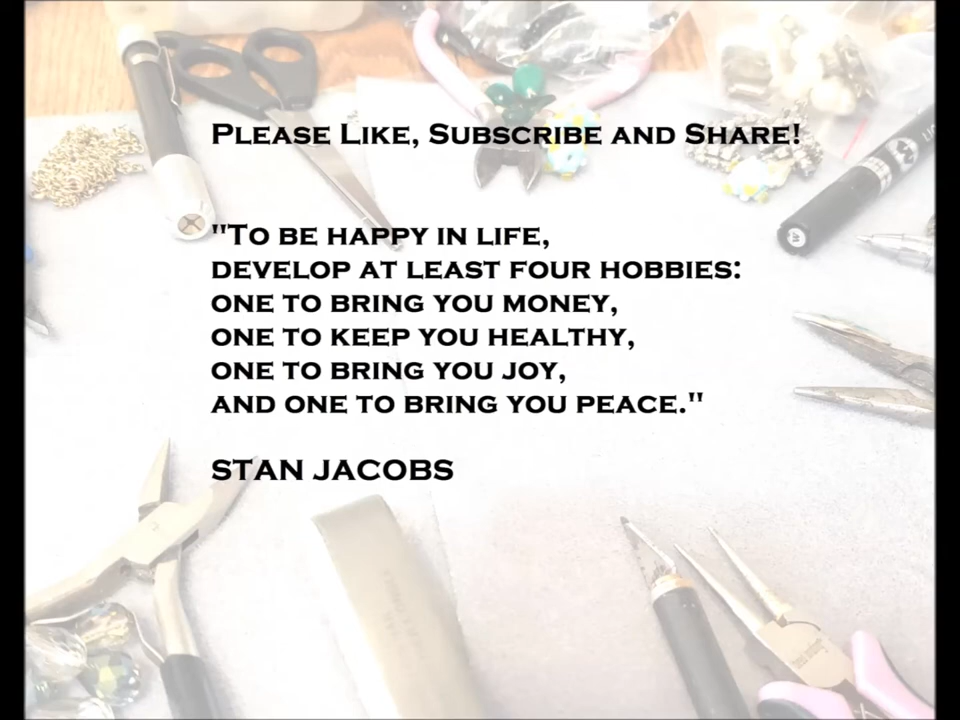 Please Like, Subscribe and Share!
"To be happy in life,
develop at least four hobbies:
one to bring you money,
one to keep you healthy,
one to bring you joy,
and one to bring you peace."
STAN JACOBS